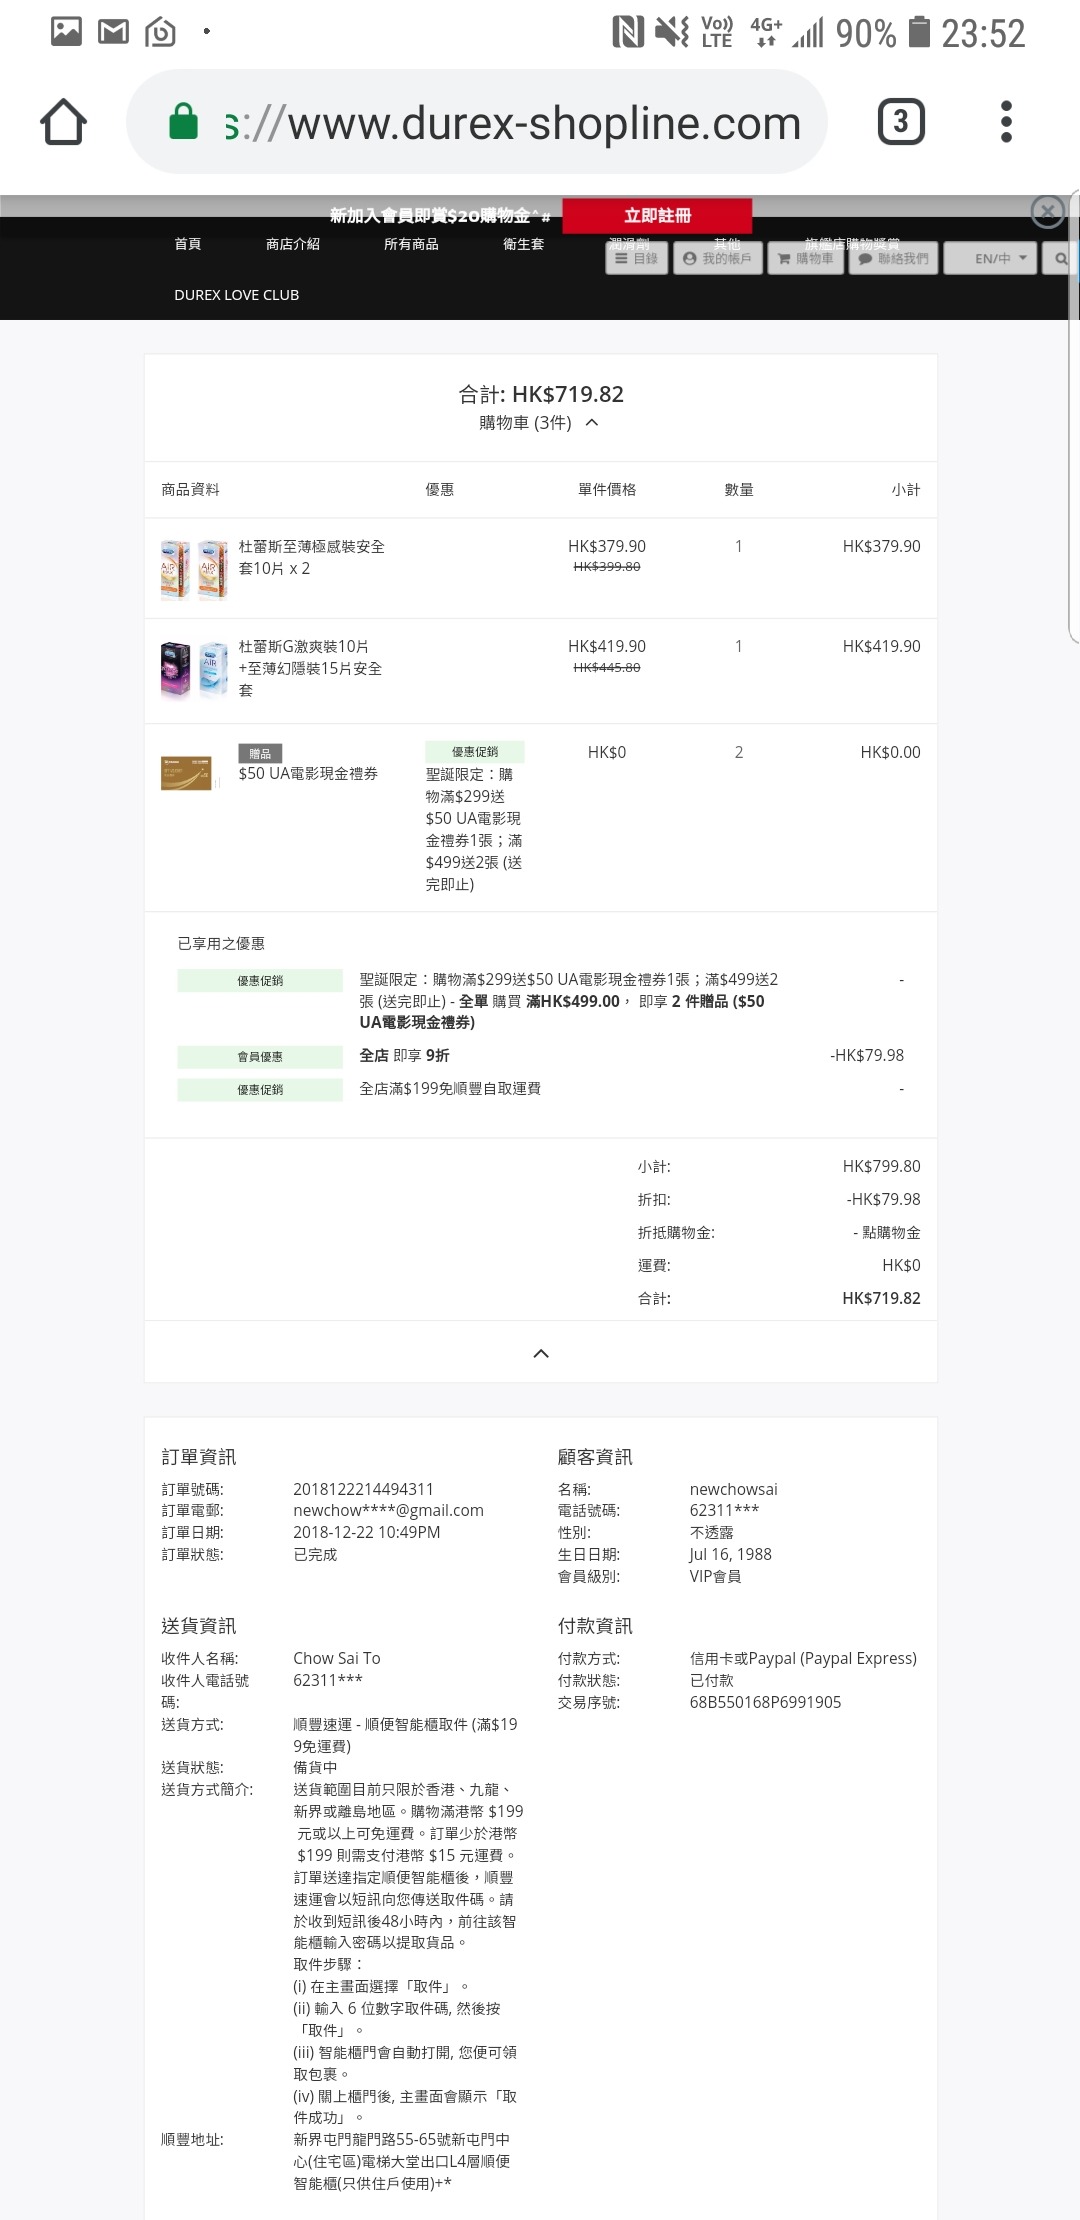 Vo))
LTE
4G+
90%
23:52
s://www.durex-shopline.com
3
新加入會員即賞$20購物金^#
立即註冊
首頁
商店介紹
所有商品
衛生套
潤滑劑
其他
旗艦店購物獎賞
目錄
我的帳戶
購物車
聯絡我們
EN/中
DUREX LOVE CLUB
合計: HK$719.82
購物車 (3件)
商品資料
優惠
單件價格
數量
小計
杜蕾斯至薄極感裝安全
套10片 x 2
HK$379.90
HK$399.80
1
HK$379.90
杜蕾斯G激爽裝10片
+至薄幻隱裝15片安全
套
HK$419.90
HK$445.80
1
HK$419.90
贈品
$50 UA電影現金禮券
優惠促銷
聖誕限定：購
物滿$299送
$50 UA電影現
金禮券1張；滿
$499送2張 (送
完即止)
HK$0
2
HK$0.00
已享用之優惠
優惠促銷
聖誕限定：購物滿$299送$50 UA電影現金禮券1張；滿$499送2
張 (送完即止) - 全單 購買 滿HK$499.00， 即享 2 件贈品 ($50
UA電影現金禮券)
-
會員優惠
全店 即享 9折
-HK$79.98
優惠促銷
全店滿$199免順豐自取運費
-
小計:
HK$799.80
折扣:
-HK$79.98
折抵購物金:
- 點購物金
運費:
HK$0
合計:
HK$719.82
訂單資訊
訂單號碼:
2018122214494311
訂單電郵:
newchow****@gmail.com
訂單日期:
2018-12-22 10:49PM
訂單狀態:
已完成
顧客資訊
名稱:
newchowsai
電話號碼:
62311***
性別:
不透露
生日日期:
Jul 16, 1988
會員級別:
VIP會員
送貨資訊
收件人名稱:
Chow Sai To
收件人電話號
碼:
62311***
送貨方式:
順豐速運 - 順便智能櫃取件 (滿$19
9免運費)
送貨狀態:
備貨中
送貨方式簡介:
送貨範圍目前只限於香港、九龍、
新界或離島地區。購物滿港幣 $199
元或以上可免運費。訂單少於港幣
$199 則需支付港幣 $15 元運費。
訂單送達指定順便智能櫃後，順豐
速運會以短訊向您傳送取件碼。請
於收到短訊後48小時內，前往該智
能櫃輸入密碼以提取貨品。
取件步驟：
(i) 在主畫面選擇「取件」。
(ii) 輸入 6 位數字取件碼, 然後按
「取件」。
(iii) 智能櫃門會自動打開, 您便可領
取包裹。
(iv) 關上櫃門後, 主畫面會顯示「取
件成功」。
順豐地址:
新界屯門龍門路55-65號新屯門中
心(住宅區)電梯大堂出口L4層順便
智能櫃(只供住戶使用)+*
付款資訊
付款方式:
信用卡或Paypal (Paypal Express)
付款狀態:
已付款
交易序號:
68B550168P6991905